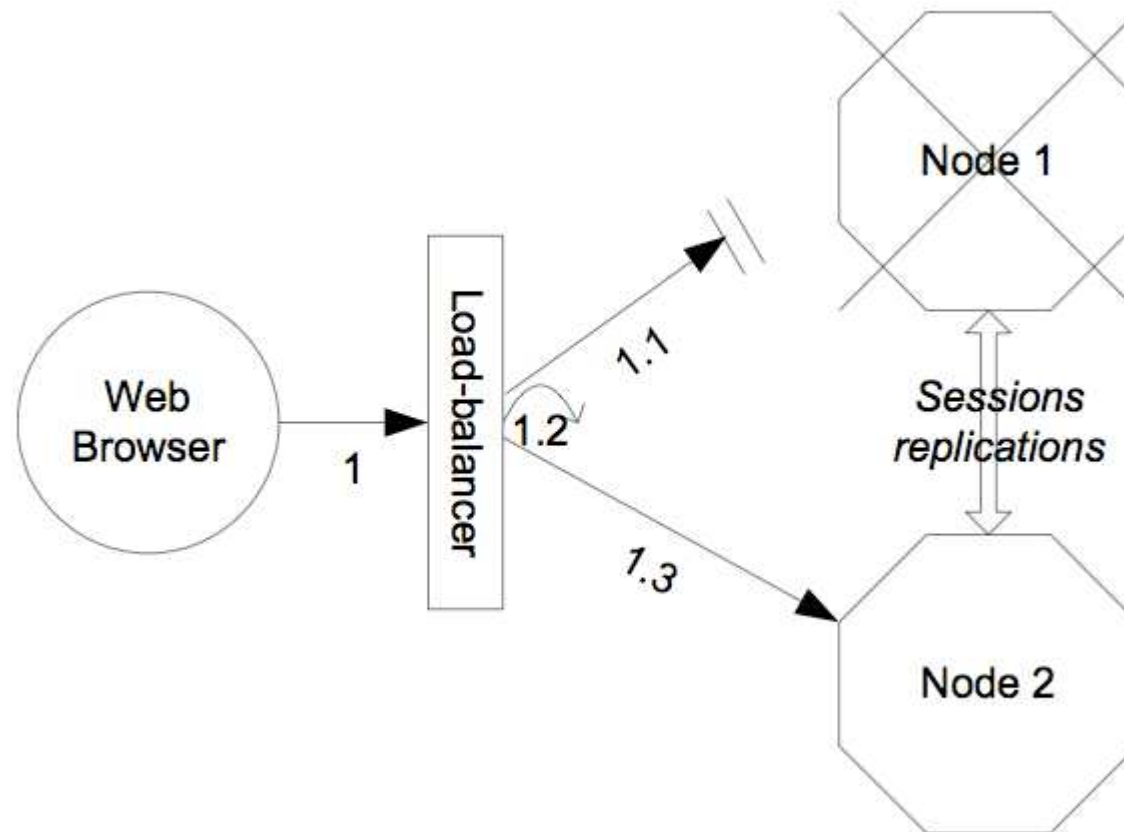 Web
Browser
1
Load-balancer
1.1
1.2
1.3
Node 1
Sessions
replications
Node 2